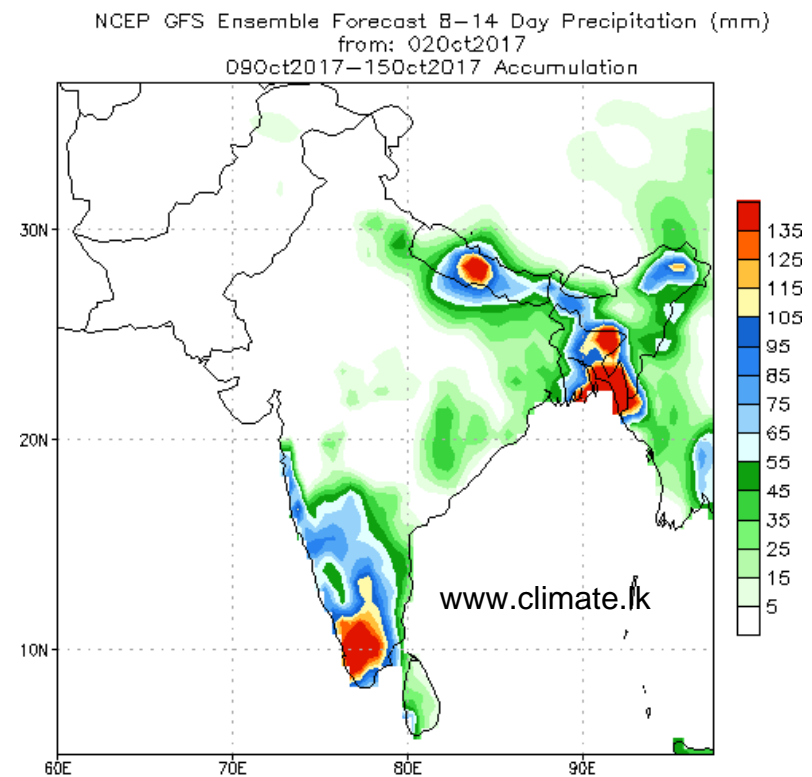 NCEP GFS Ensemble Forecast 8-14 Day Precipitation (mm)
from: 02Oct2017
09Oct2017-15Oct2017 Accumulation
30N
20N
10N
60E
70E
80E
90E
135
125
115
105
95
85
75
65
55
45
35
25
15
5
www.climate.lk